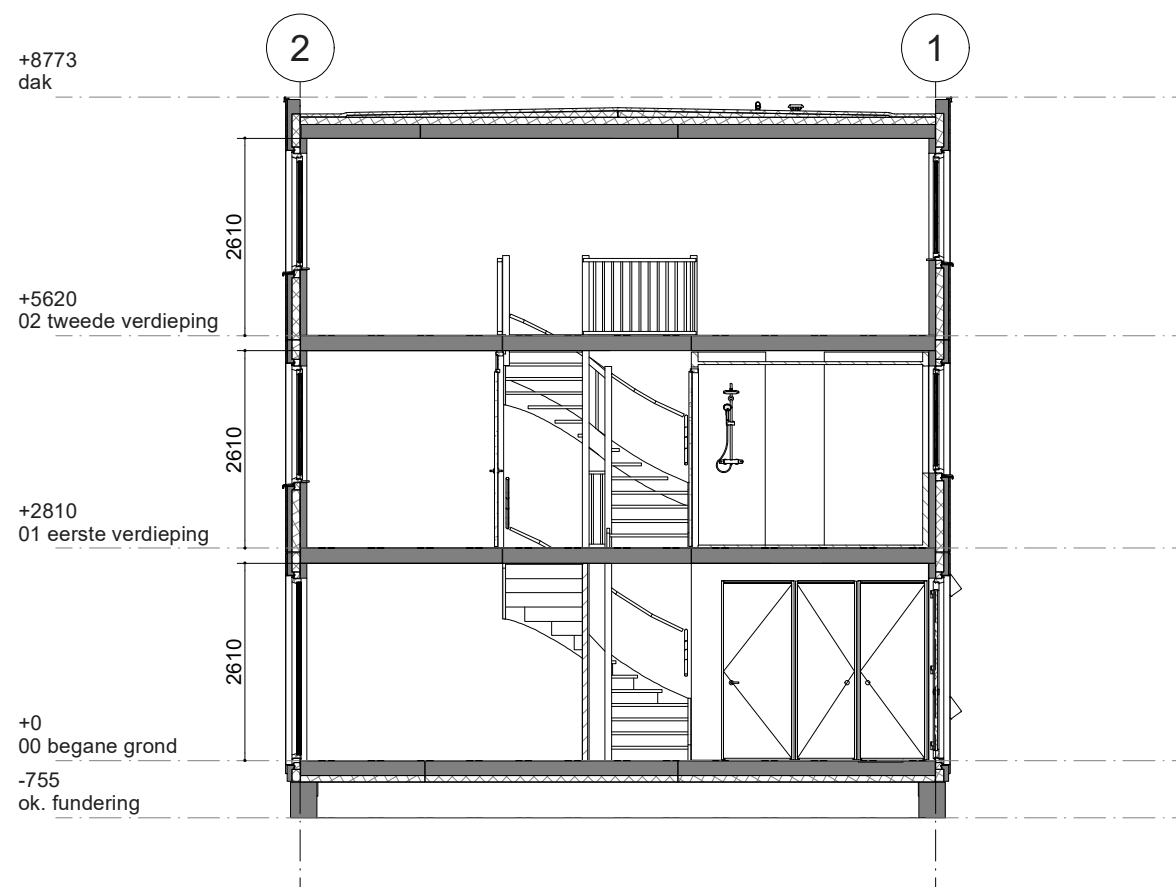 2
1
+8773
dak
2610
+5620
02 tweede verdieping
2610
+2810
01 eerste verdieping
2610
+0
00 begane grond
-755
ok. fundering